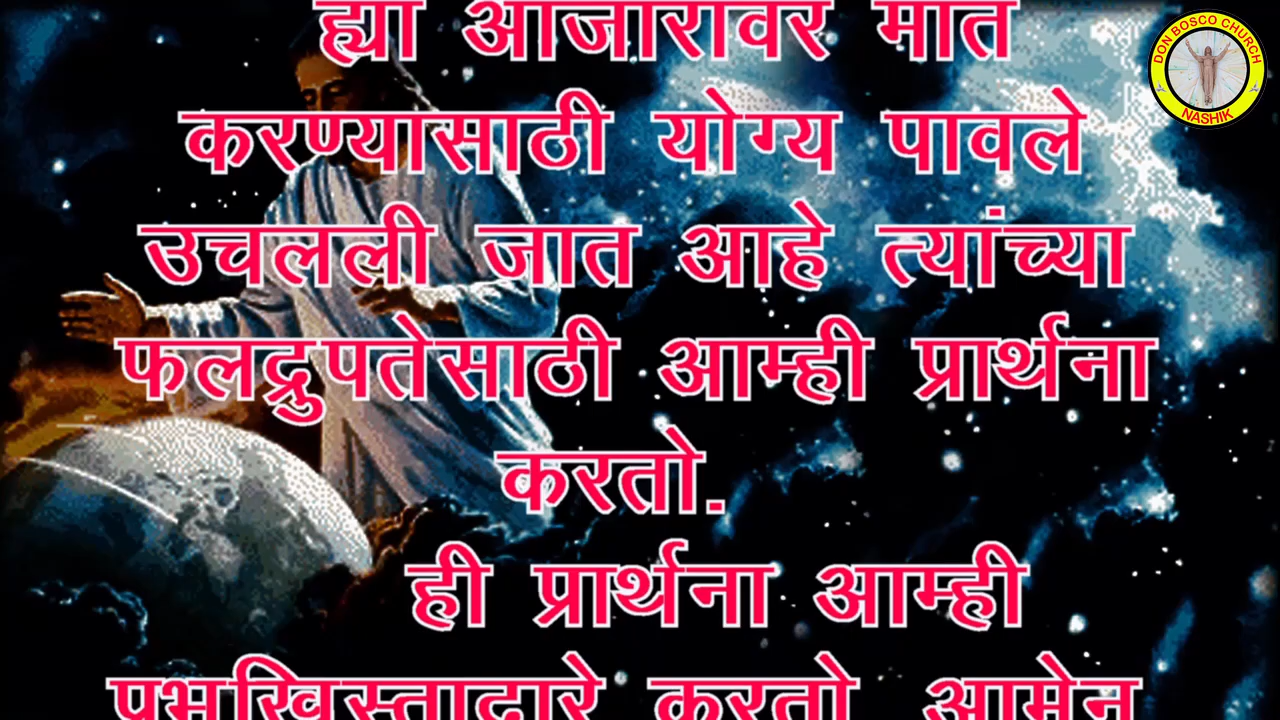 ह्या आजारावर मात
करण्यासाठी योग्य पावले
उचलली जात आहे त्यांच्या
फलद्रुपतेसाठी आम्ही प्रार्थना
करतो.
ही प्रार्थना आम्ही
प्रभुख्रिस्ताद्वारे करतो आमेन
DON BOSCO CHURCH
NASHIK